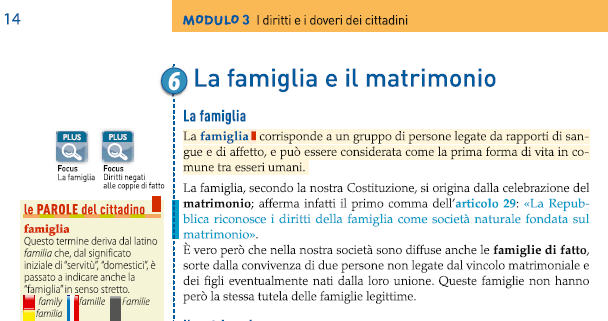 14
MODULO 3 I diritti e i doveri dei cittadini
6 La famiglia e il matrimonio
La famiglia
La famiglia corrisponde a un gruppo di persone legate da rapporti di san-
gue e di affetto, e può essere considerata come la prima forma di vita in co-
mune tra esseri umani.
La famiglia, secondo la nostra Costituzione, si origina dalla celebrazione del
matrimonio; afferma infatti il primo comma dell'articolo 29: «La Repub-
blica riconosce i diritti della famiglia come società naturale fondata sul
matrimonio».
È vero però che nella nostra società sono diffuse anche le famiglie di fatto,
sorte dalla convivenza di due persone non legate dal vincolo matrimoniale e
dei figli eventualmente nati dalla loro unione. Queste famiglie non hanno
però la stessa tutela delle famiglie legittime.
PLUS
Focus
La famiglia
PLUS
Focus
Diritti negati
alle coppie di fatto
le PAROLE del cittadino
famiglia
Questo termine deriva dal latino
familia che, dal significato
iniziale di "servitù", "domestici", è
passato a indicare anche la
"famiglia" in senso stretto.
family famille Familie
familia